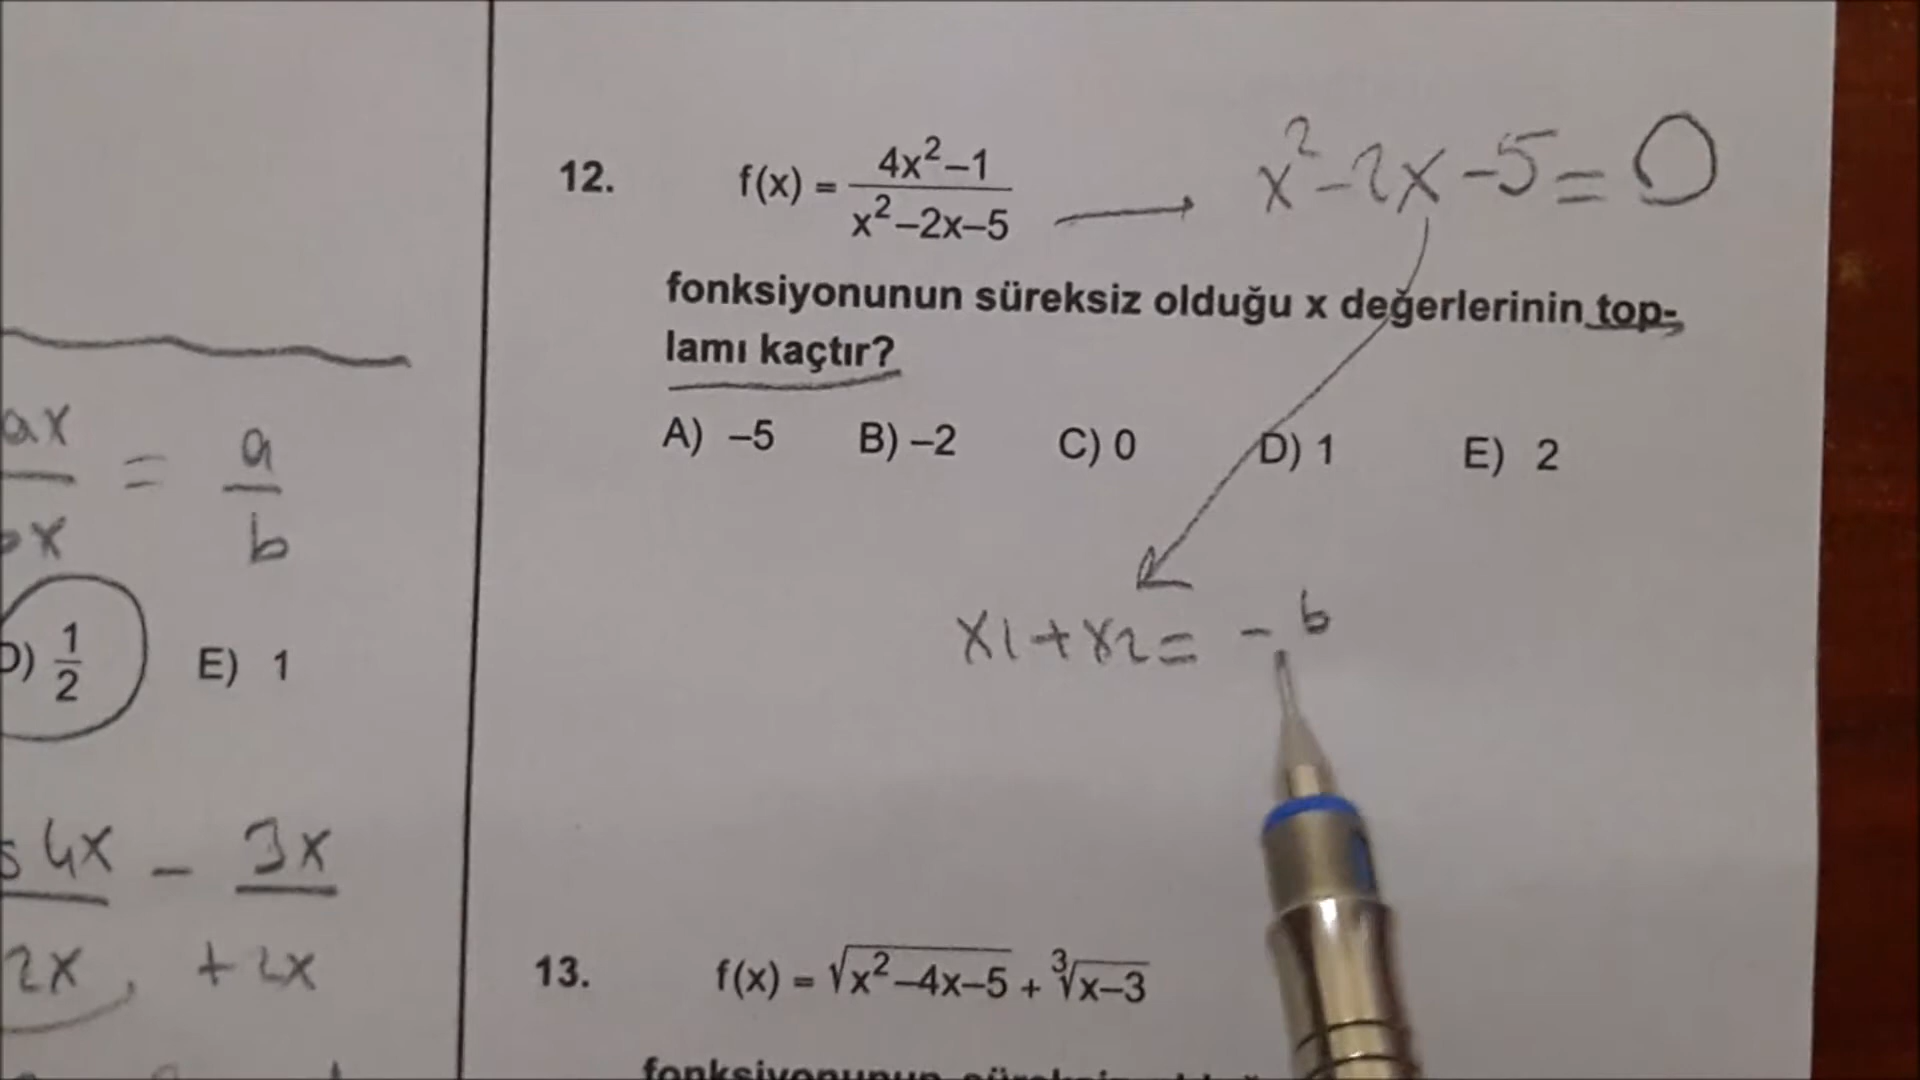 12. f(x) = 4x²–1 / x²–2x–5
x²-2x-5=0
fonksiyonunun süreksiz olduğu x değerlerinin top-
lamı kaçtır?
A) –5 B) –2 C) 0 D) 1 E) 2
x1+x2= - b
13. f(x) = √x²–4x–5 + ³√x–3
ax = a
x b
D) 1/2 E) 1
4x - 3x
2x, +2x